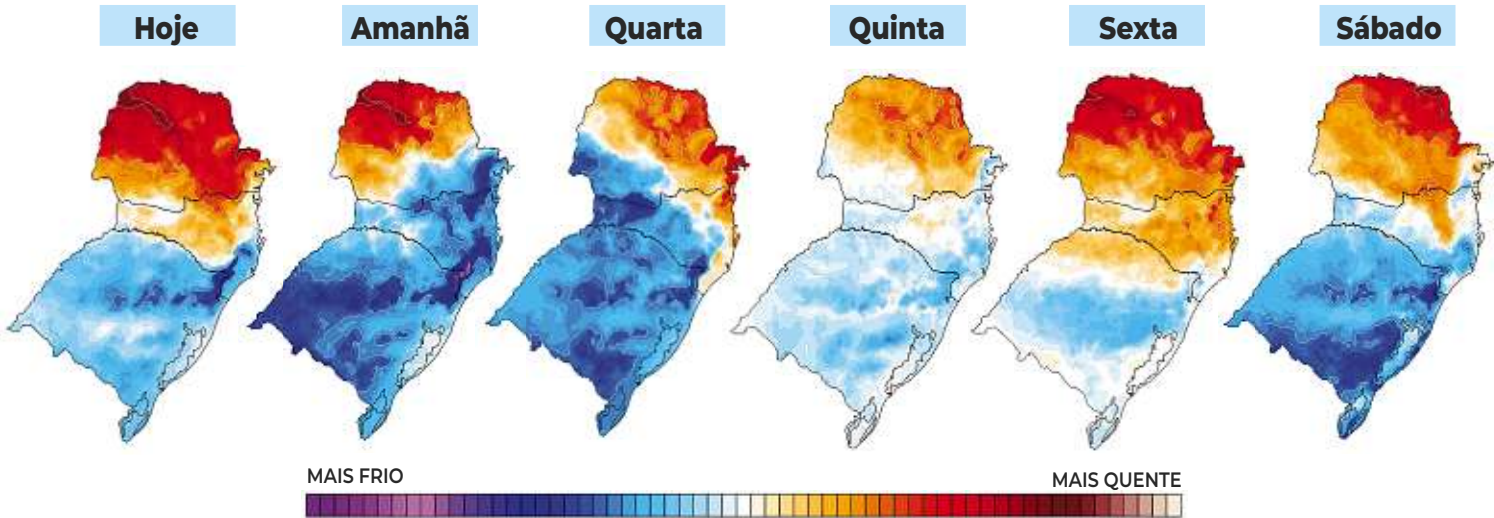 Hoje
Amanhã
Quarta
Quinta
Sexta
Sábado
MAIS FRIO
MAIS QUENTE